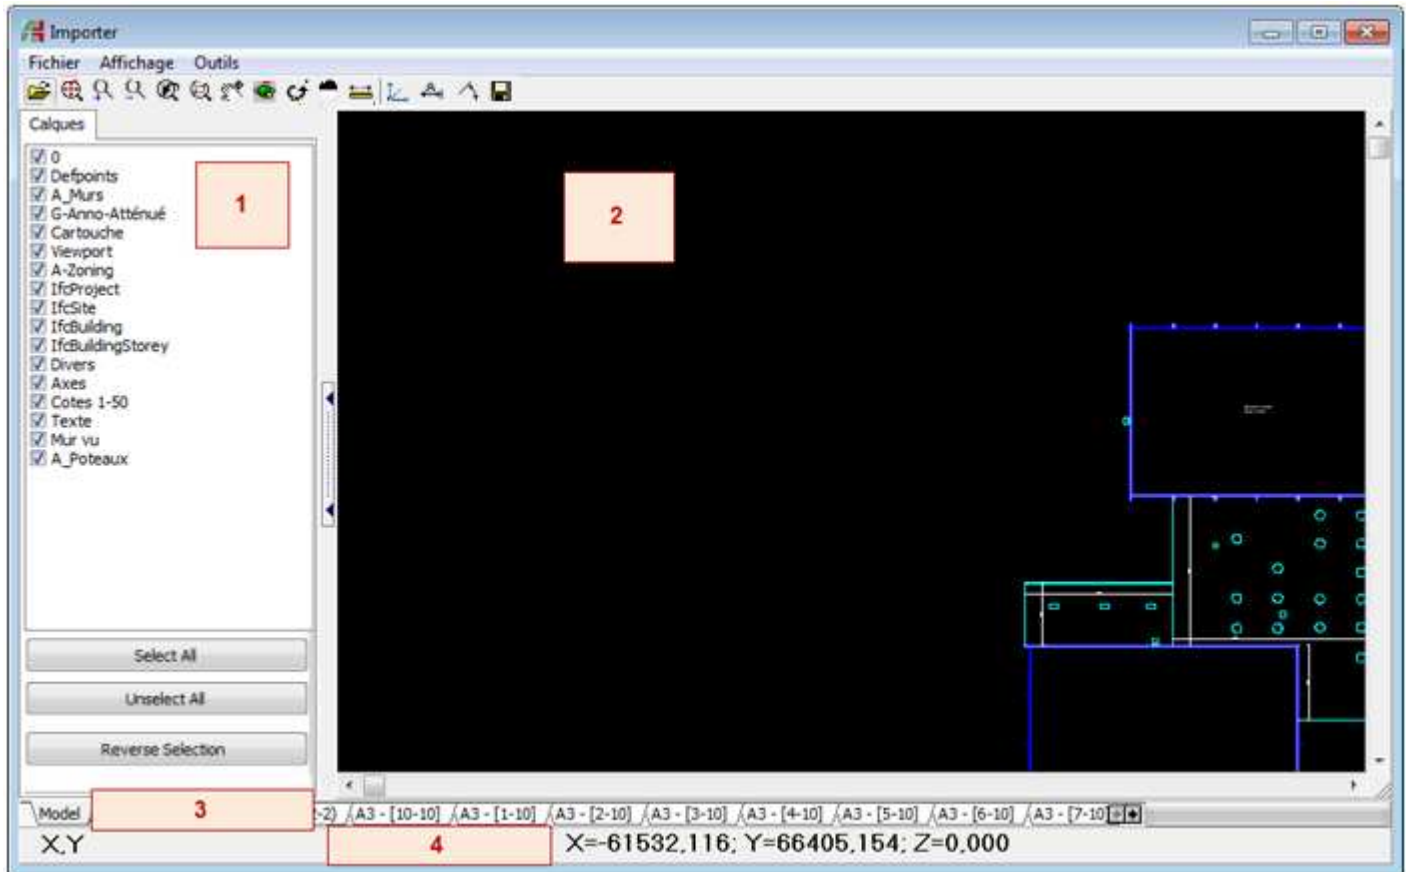 Importer
Fichier Affichage Outils
Calques
0
Defpoints
A_Murs
G-Anno-Atténué
Cartouche
Viewport
A-Zoning
IfcProject
IfcSite
IfcBuilding
IfcBuildingStorey
Divers
Axes
Cotes 1-50
Texte
Mur vu
A_Poteaux
1
2
Select All
Unselect All
Reverse Selection
Model 3 -2) A3 - [10-10] A3 - [1-10] A3 - [2-10] A3 - [3-10] A3 - [4-10] A3 - [5-10] A3 - [6-10] A3 - [7-10]
X,Y 4 X=-61532,116; Y=66405,154; Z=0,000